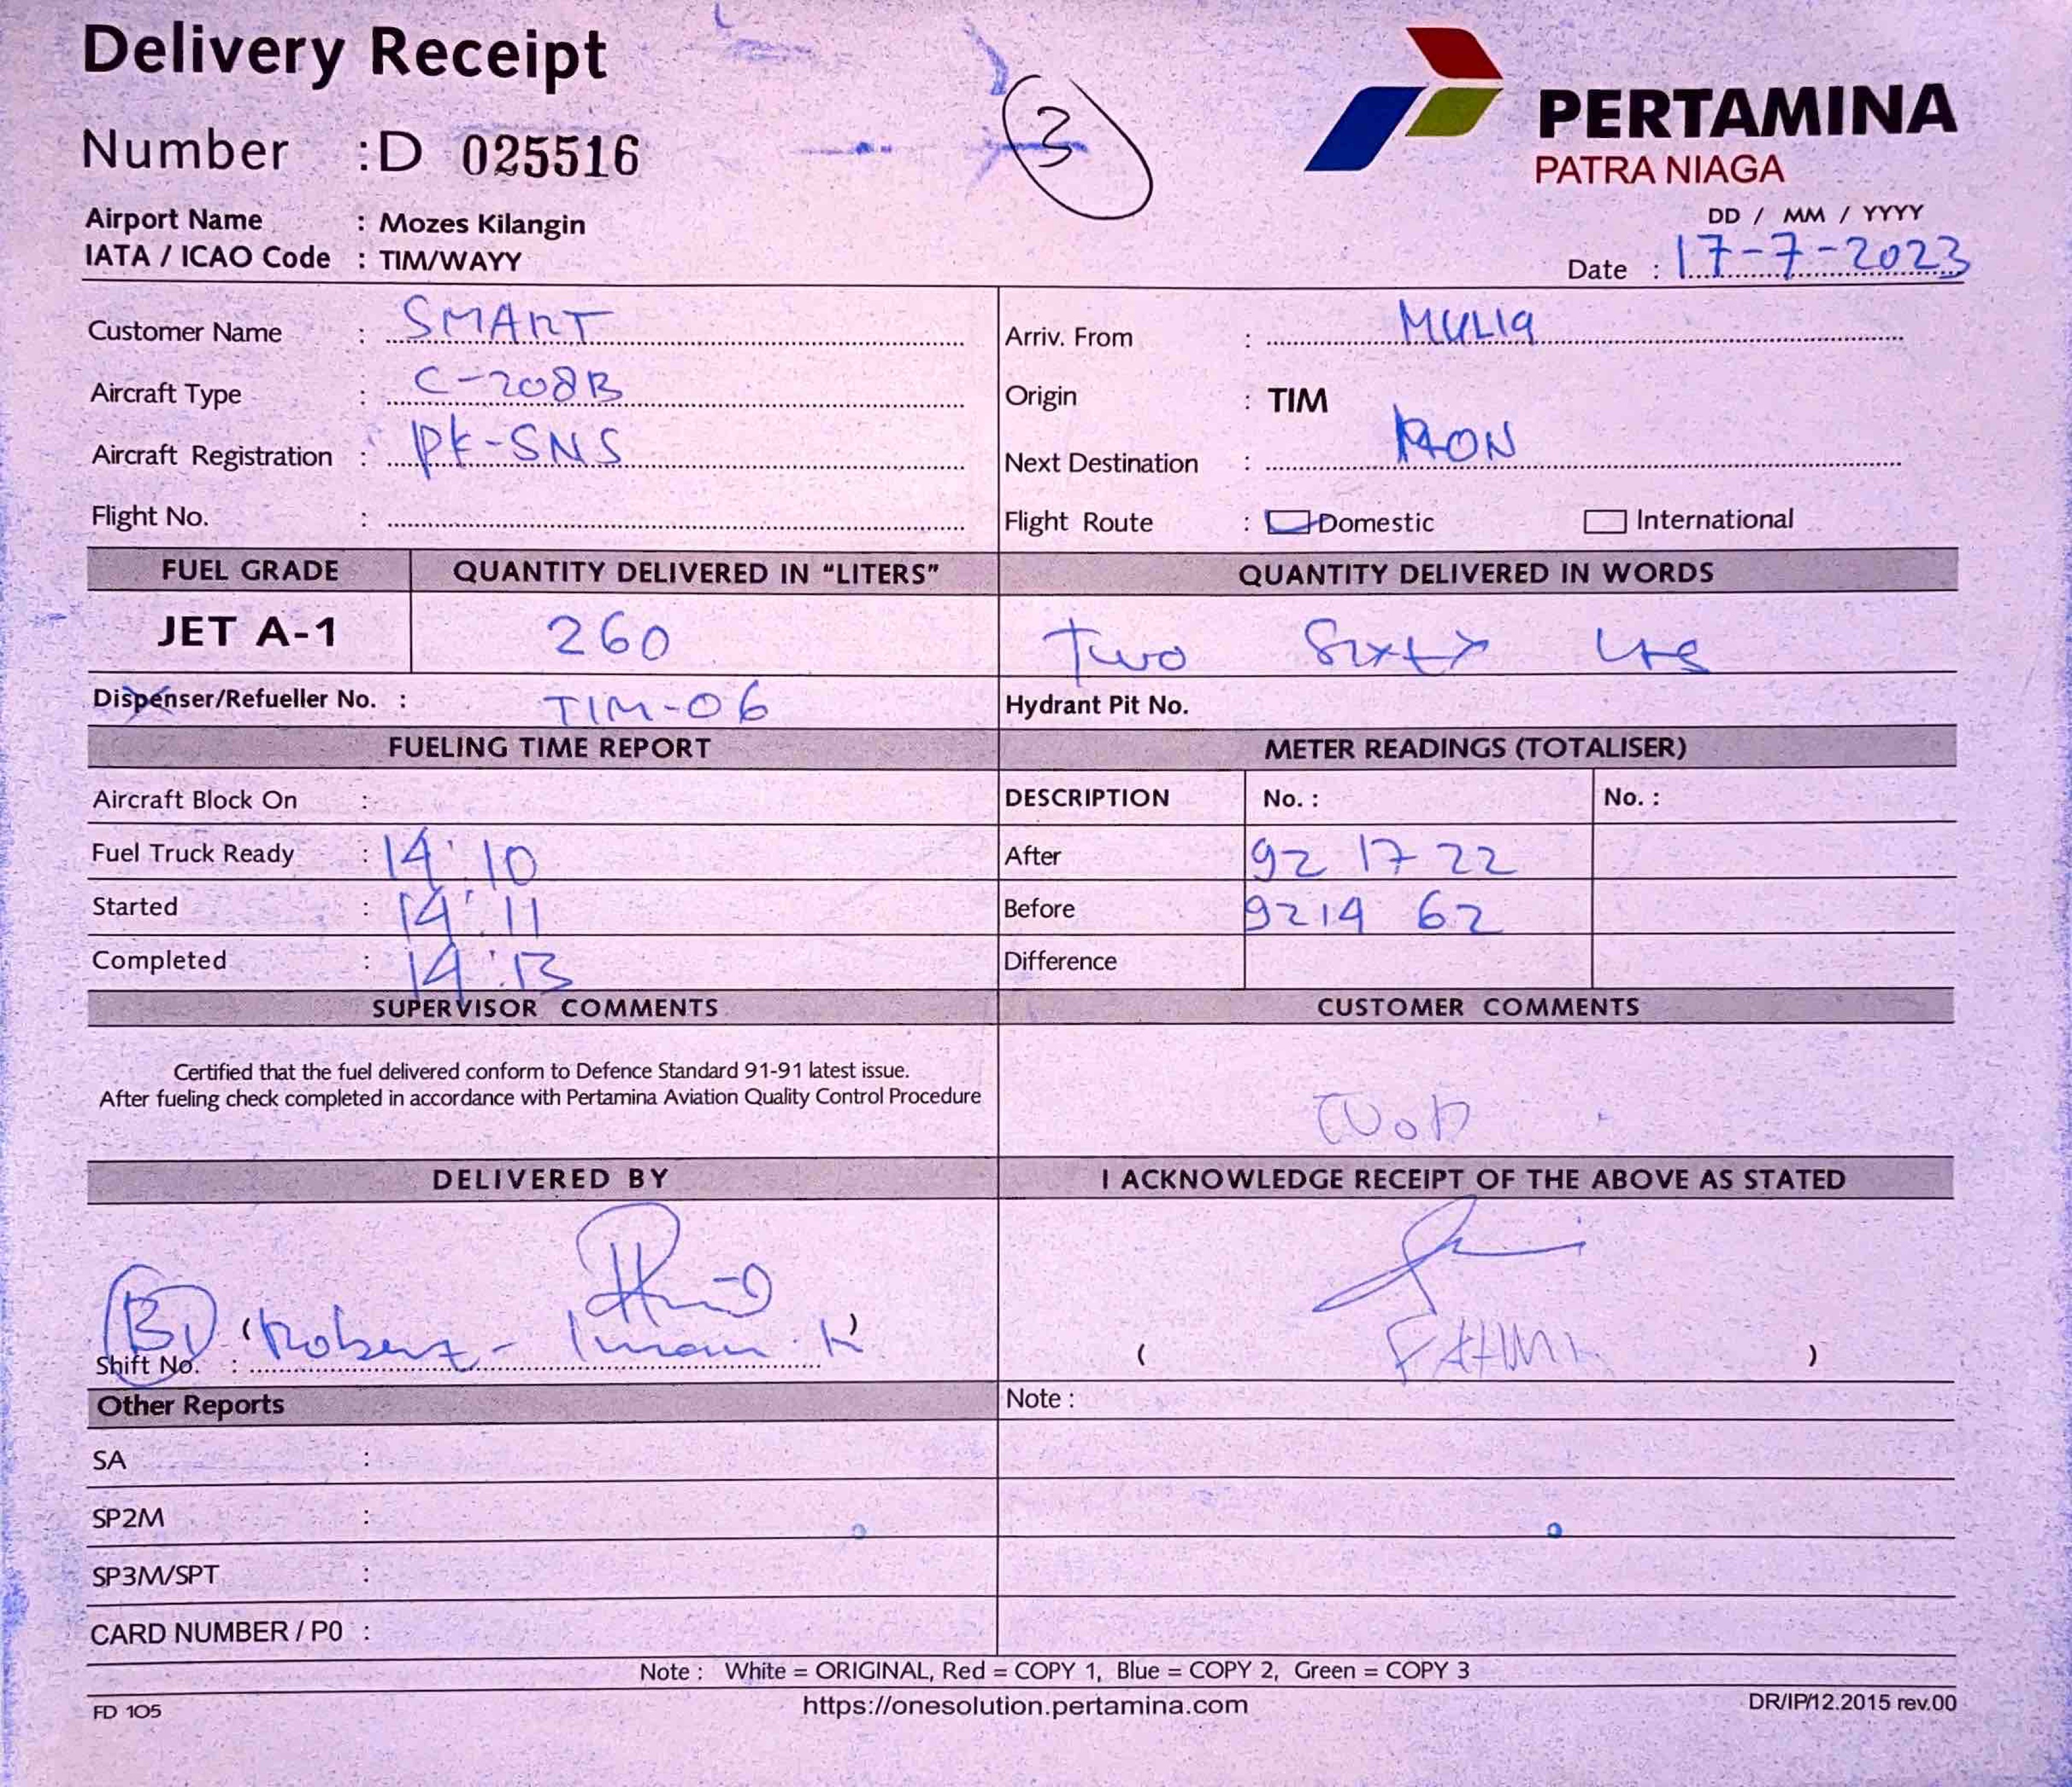 Delivery Receipt
3
PERTAMINA
PATRA NIAGA
Number : D 025516
Airport Name : Mozes Kilangin
IATA / ICAO Code : TIM/WAYY
DD / MM / YYYY
Date : 17-7-2023
Customer Name : SMART
Aircraft Type : C-208B
Aircraft Registration : PK-SNS
Flight No. :
Arriv. From : MULIA
Origin : TIM
Next Destination : RON
Flight Route : Domestic International
FUEL GRADE QUANTITY DELIVERED IN "LITERS" QUANTITY DELIVERED IN WORDS
JET A-1 260 Two Sixty Lts
Dispenser/Refueller No. : TIM-06 Hydrant Pit No.
FUELING TIME REPORT METER READINGS (TOTALISER)
Aircraft Block On : DESCRIPTION No. : No. :
Fuel Truck Ready : 14:10 After 92 17 22
Started : 14:11 Before 9214 62
Completed : 14:13 Difference
SUPERVISOR COMMENTS CUSTOMER COMMENTS
Certified that the fuel delivered conform to Defence Standard 91-91 latest issue.
After fueling check completed in accordance with Pertamina Aviation Quality Control Procedure
DELIVERED BY I ACKNOWLEDGE RECEIPT OF THE ABOVE AS STATED
Shift No. : (Robert - Imam . K) ( FAHMI )
Other Reports Note :
SA :
SP2M :
SP3M/SPT :
CARD NUMBER / P0 :
Note : White = ORIGINAL, Red = COPY 1, Blue = COPY 2, Green = COPY 3
FD 105 https://onesolution.pertamina.com DR/IP/12.2015 rev.00